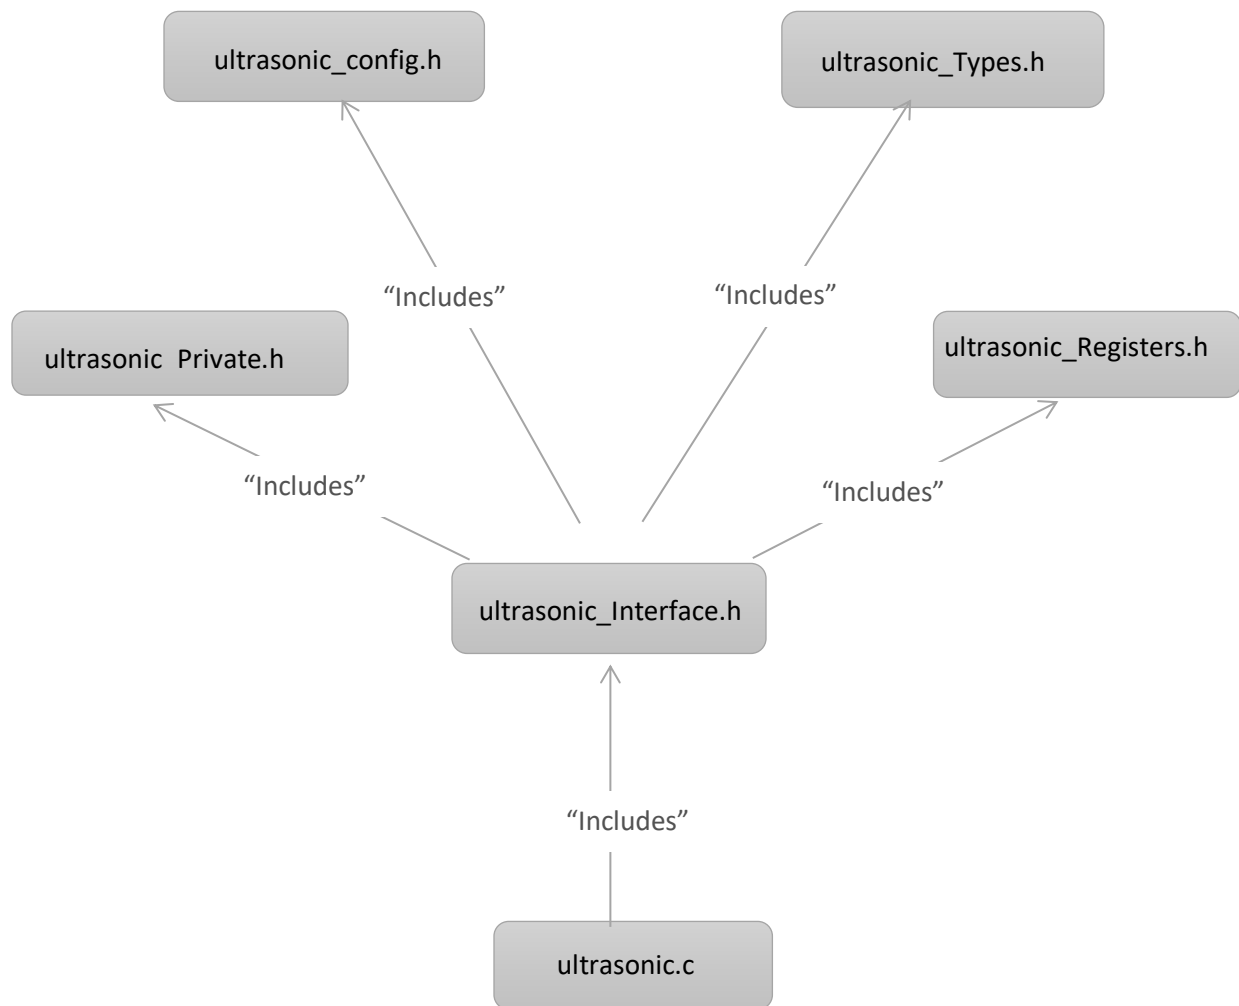 ultrasonic_config.h
ultrasonic_Types.h
“Includes”
“Includes”
ultrasonic Private.h
ultrasonic_Registers.h
“Includes”
“Includes”
ultrasonic_Interface.h
“Includes”
ultrasonic.c